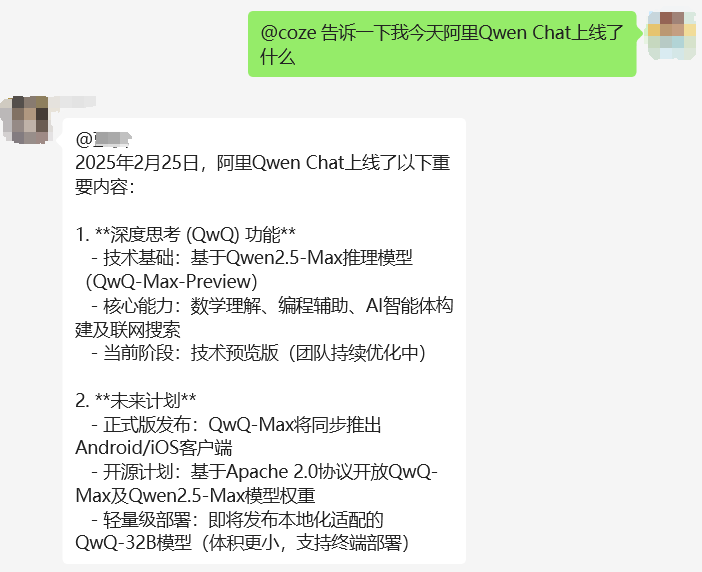 @coze 告诉一下我今天阿里Qwen Chat上线了
什么
@
2025年2月25日，阿里Qwen Chat上线了以下重
要内容：
1. **深度思考 (QwQ) 功能**
- 技术基础：基于Qwen2.5-Max推理模型
（QwQ-Max-Preview）
- 核心能力：数学理解、编程辅助、AI智能体构
建及联网搜索
- 当前阶段：技术预览版（团队持续优化中）
2. **未来计划**
- 正式版发布：QwQ-Max将同步推出
Android/iOS客户端
- 开源计划：基于Apache 2.0协议开放QwQ-
Max及Qwen2.5-Max模型权重
- 轻量级部署：即将发布本地化适配的
QwQ-32B模型（体积更小，支持终端部署）